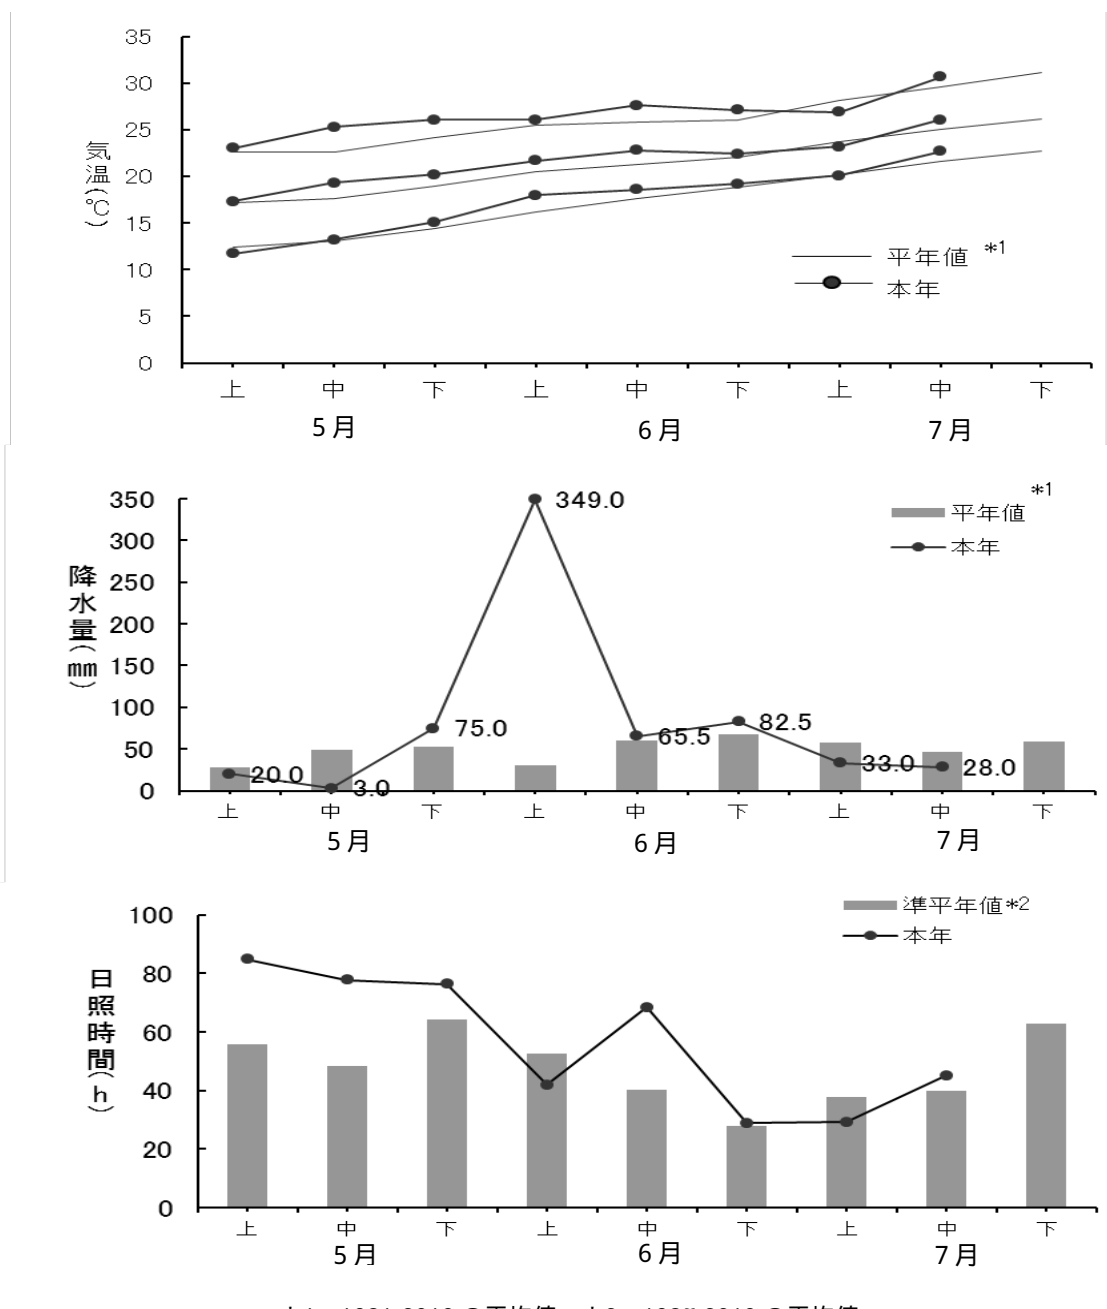 35
30
25
20
15
10
5
0
気温(℃)
平年値 *1
本年
上 中 下 上 中 下 上 中 下
5月 6月 7月
350
300
250
200
150
100
50
0
降水量(㎜)
平年値 *1
本年
349.0
75.0
82.5
65.5
20.0
3.0
33.0
28.0
上 中 下 上 中 下 上 中 下
5月 6月 7月
100
80
60
40
20
0
日照時間(h)
準平年値*2
本年
上 中 下 上 中 下 上 中 下
5月 6月 7月